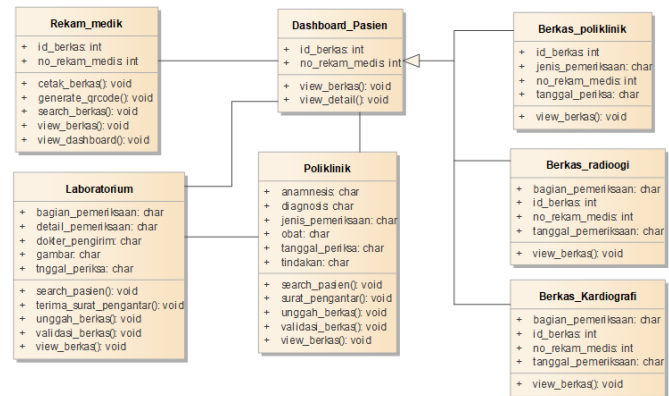 Rekam_medik
+ id_berkas: int
+ no_rekam_medis: int
+ cetak_berkas(): void
+ generate_qrcode(): void
+ search_berkas(): void
+ view_berkas(): void
+ view_dashboard(): void
Dashboard_Pasien
+ id_berkas: int
+ no_rekam_medis: int
+ view_berkas(): void
+ view_detail(): void
Berkas_poliklinik
+ id_berkas: int
+ jenis_pemeriksaan: char
+ no_rekam_medis: int
+ tanggal_periksa: char
+ view_berkas(): void
Laboratorium
+ bagian_pemeriksaan: char
+ detail_pemeriksaan: char
+ dokter_pengirim: char
+ gambar: char
+ tnggal_periksa: char
+ search_pasien(): void
+ terima_surat_pengantar(): void
+ unggah_berkas(): void
+ validasi_berkas(): void
+ view_berkas(): void
Poliklinik
+ anamnesis: char
+ diagnosis: char
+ jenis_pemeriksaan: char
+ obat: char
+ tanggal_periksa: char
+ tindakan: char
+ search_pasien(): void
+ surat_pengantar(): void
+ unggah_berkas(): void
+ validasi_berkas(): void
+ view_berkas(): void
Berkas_radioogi
+ bagian_pemeriksaan: char
+ id_berkas: int
+ no_rekam_medis: int
+ tanggal_pemeriksaan: char
+ view_berkas(): void
Berkas_Kardiografi
+ bagian_pemeriksaan: char
+ id_berkas: int
+ no_rekam_medis: int
+ tanggal_pemeriksaan: char
+ view_berkas(): void